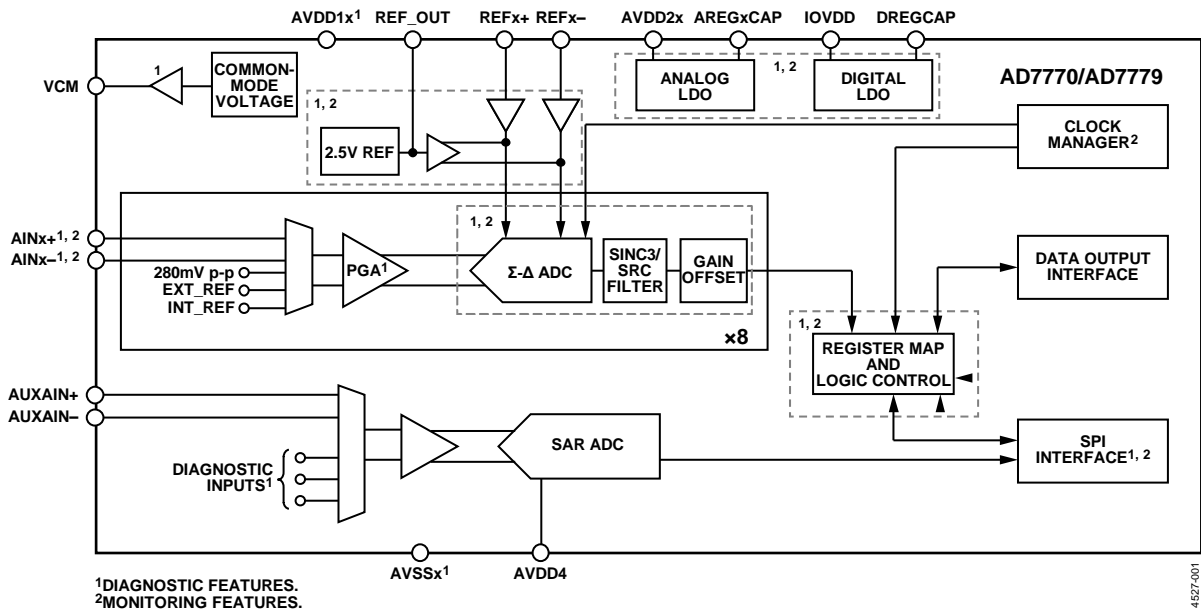 AVDD1x¹ REF_OUT REFx+ REFx– AVDD2x AREGxCAP IOVDD DREGCAP
VCM
1
COMMON-
MODE
VOLTAGE
1, 2
2.5V REF
1, 2
ANALOG
LDO
DIGITAL
LDO
AD7770/AD7779
CLOCK
MANAGER²
AINx+¹, ²
AINx–¹, ²
280mV p-p
EXT_REF
INT_REF
PGA¹
1, 2
Σ-Δ ADC
SINC3/
SRC
FILTER
GAIN
OFFSET
×8
DATA OUTPUT
INTERFACE
1, 2
REGISTER MAP
AND
LOGIC CONTROL
AUXAIN+
AUXAIN–
DIAGNOSTIC
INPUTS¹
SAR ADC
SPI
INTERFACE¹, ²
AVSSx¹ AVDD4
¹DIAGNOSTIC FEATURES.
²MONITORING FEATURES.
4527-001